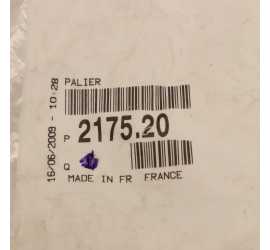 PALIER
16/06/2009 - 10:28
P 2175.20
Q
MADE IN FR FRANCE